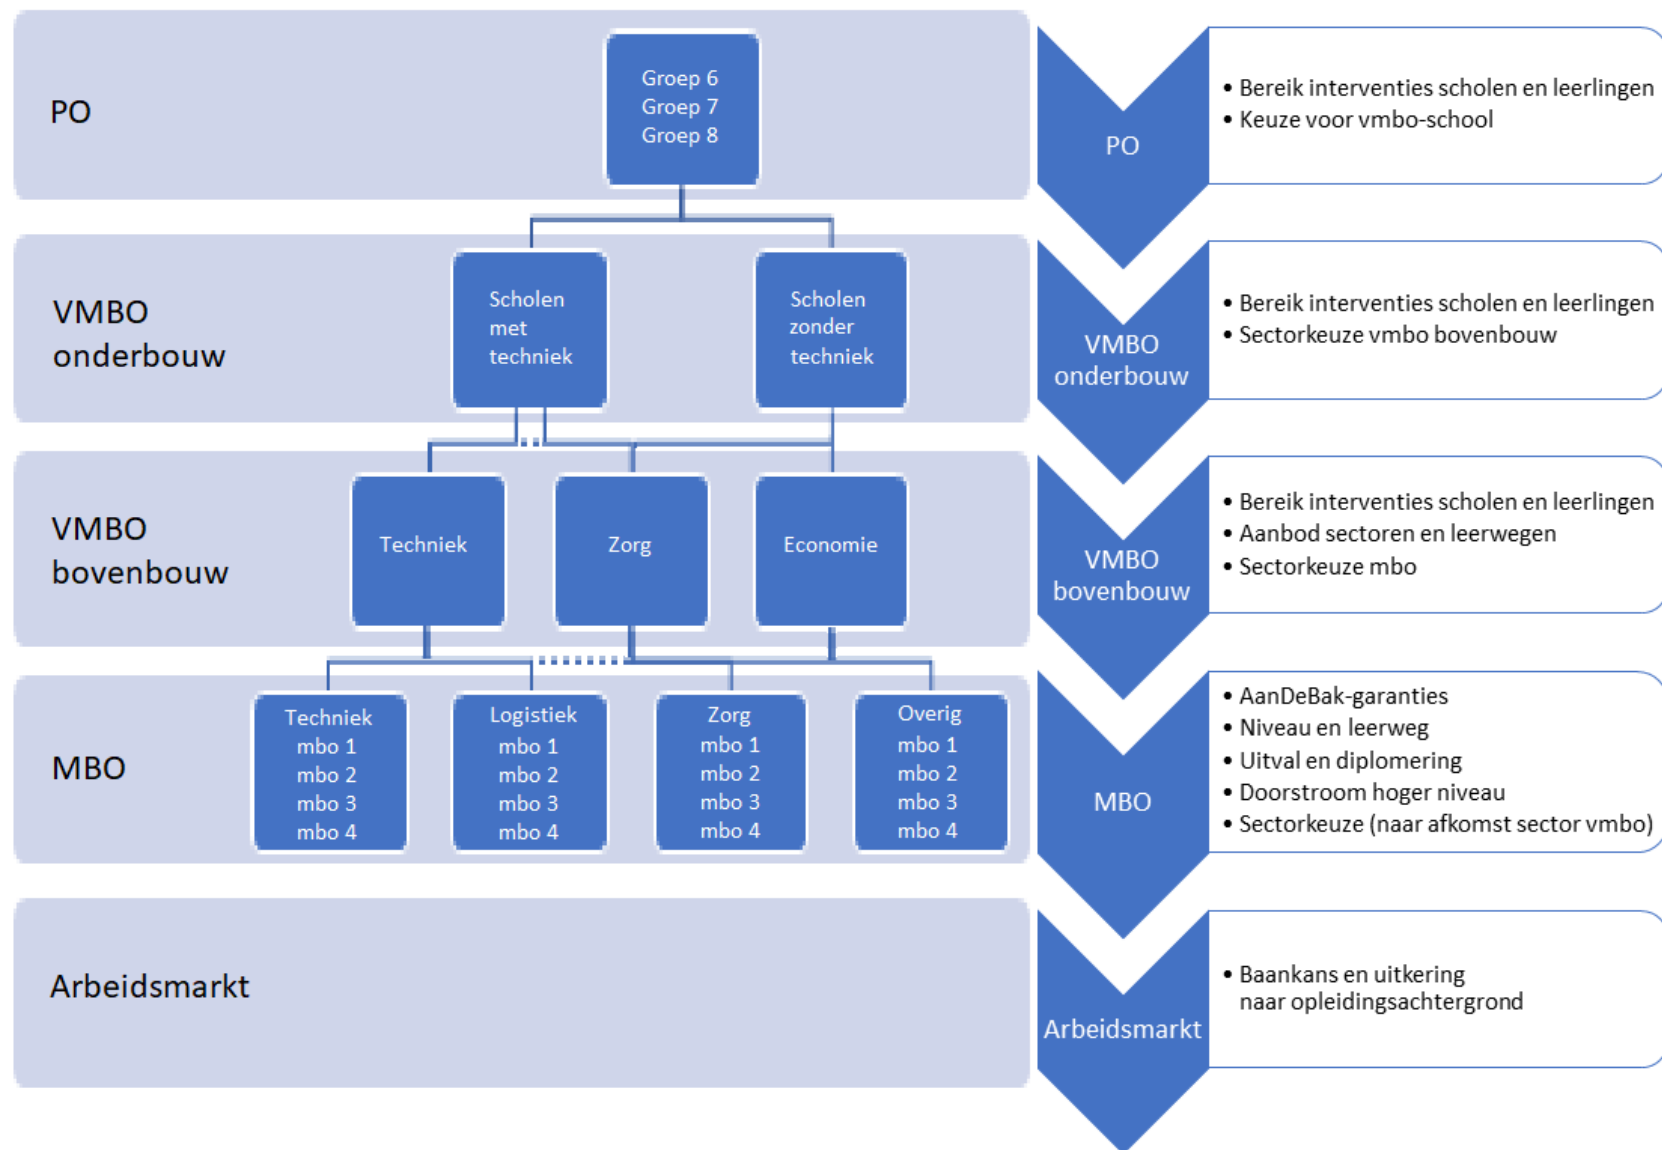 PO
Groep 6
Groep 7
Groep 8
PO
• Bereik interventies scholen en leerlingen
• Keuze voor vmbo-school
VMBO
onderbouw
Scholen
met
techniek
Scholen
zonder
techniek
VMBO
onderbouw
• Bereik interventies scholen en leerlingen
• Sectorkeuze vmbo bovenbouw
VMBO
bovenbouw
Techniek
Zorg
Economie
VMBO
bovenbouw
• Bereik interventies scholen en leerlingen
• Aanbod sectoren en leerwegen
• Sectorkeuze mbo
MBO
Techniek
mbo 1
mbo 2
mbo 3
mbo 4
Logistiek
mbo 1
mbo 2
mbo 3
mbo 4
Zorg
mbo 1
mbo 2
mbo 3
mbo 4
Overig
mbo 1
mbo 2
mbo 3
mbo 4
MBO
• AanDeBak-garanties
• Niveau en leerweg
• Uitval en diplomering
• Doorstroom hoger niveau
• Sectorkeuze (naar afkomst sector vmbo)
Arbeidsmarkt
Arbeidsmarkt
• Baankans en uitkering
naar opleidingsachtergrond